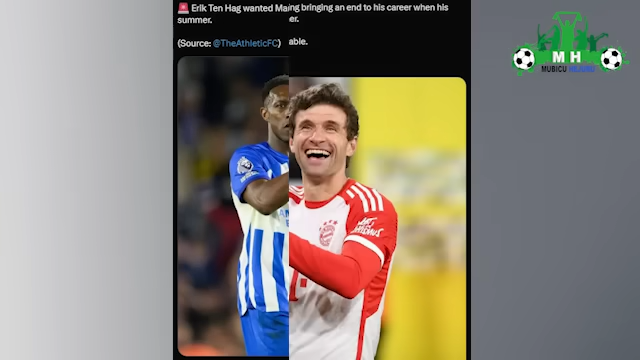 🚨 Erik Ten Hag wanted Ma
summer.
(Source: @TheAthleticFC)
ng bringing an end to his career when his
er.
able.
M H
MUBICU